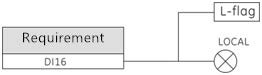 L-flag
Requirement
LOCAL
DI16